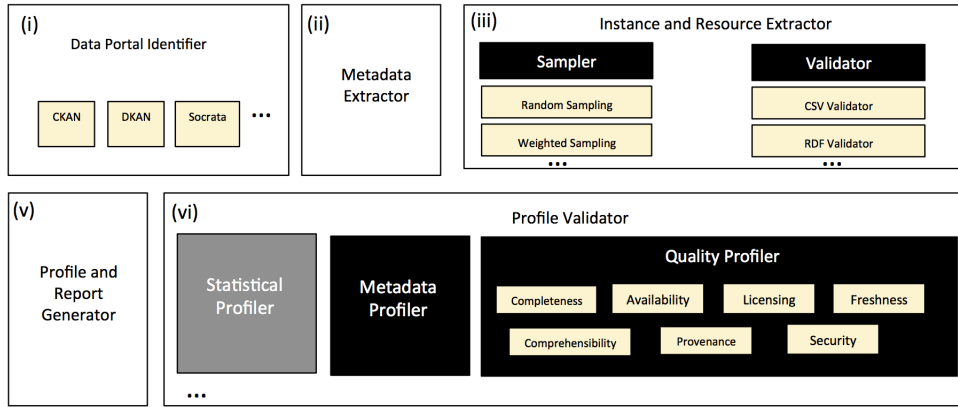 (i)
Data Portal Identifier
CKAN
DKAN
Socrata
...
(ii)
Metadata
Extractor
(iii)
Instance and Resource Extractor
Sampler
Random Sampling
Weighted Sampling
...
Validator
CSV Validator
RDF Validator
...
(v)
Profile and
Report
Generator
(vi)
Profile Validator
Statistical
Profiler
...
Metadata
Profiler
Quality Profiler
Completeness
Availability
Licensing
Freshness
Comprehensibility
Provenance
Security